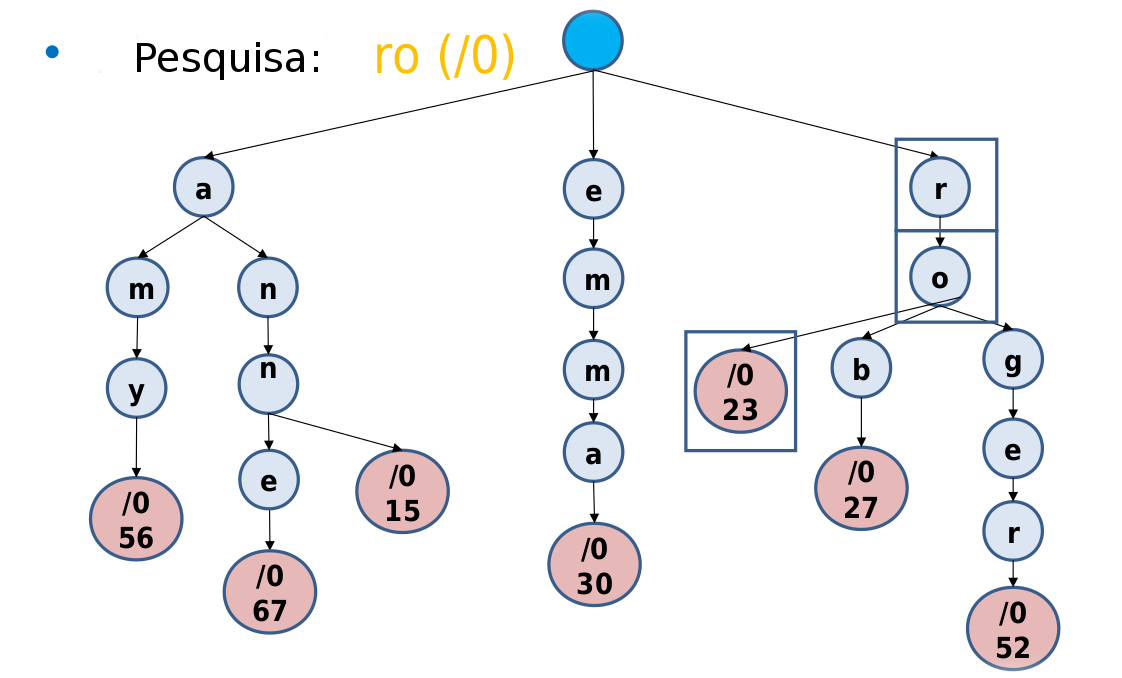 • Pesquisa: ro (/0)
a e r
m n m o
y n m /0 23 b g
/0 56 e /0 15 a /0 27 e
/0 67 /0 30 r
/0 52